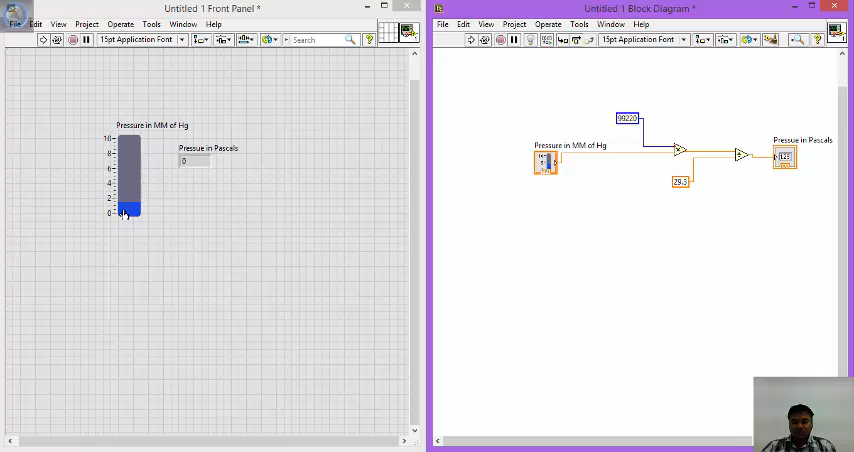 Untitled 1 Front Panel *
File Edit View Project Operate Tools Window Help
15pt Application Font
Search
?
Pressure in MM of Hg
10
8
6
4
2
0
Pressue in Pascals
0
Untitled 1 Block Diagram *
File Edit View Project Operate Tools Window Help
15pt Application Font
?
99220
Pressure in MM of Hg
29.3
Pressue in Pascals
1.23